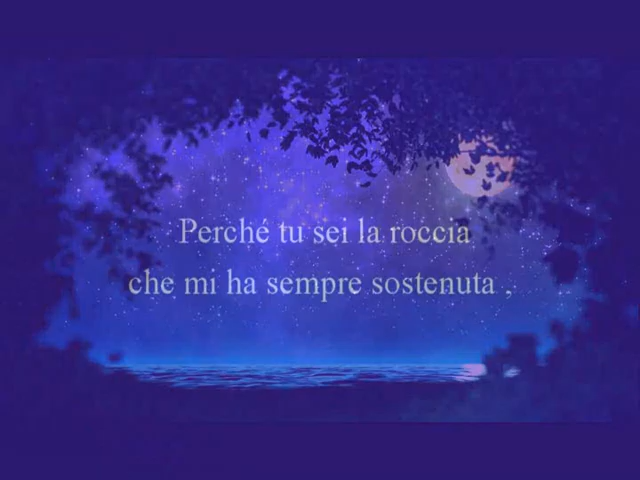 Perché tu sei la roccia
che mi ha sempre sostenuta ,